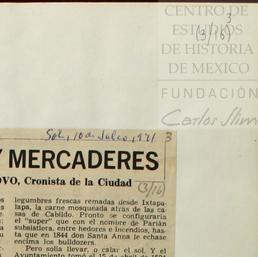 CENTRO DE
3
ESTUDIOS
(3/16)
DE HISTORIA
DE MEXICO
FUNDACIÓN
Carlos Slim
Sol, 10 de Julio, 1971. 3
Y MERCADERES
OVO, Cronista de la Ciudad
(3/16)
legumbres frescas remadas desde Ixtapa-
lapa, la carne mosqueada atrás de las ca-
sas de Cabildo. Pronto se configuraría
el "super" que con el nombre de Parián
subsistiera, entre hedores e incendios, has-
ta que en 1844 don Santa Anna le echase
encima los bulldozers.
Pero solía llevar, o calar el sol. Y el
Ayuntamiento tomó el 15 de abril de